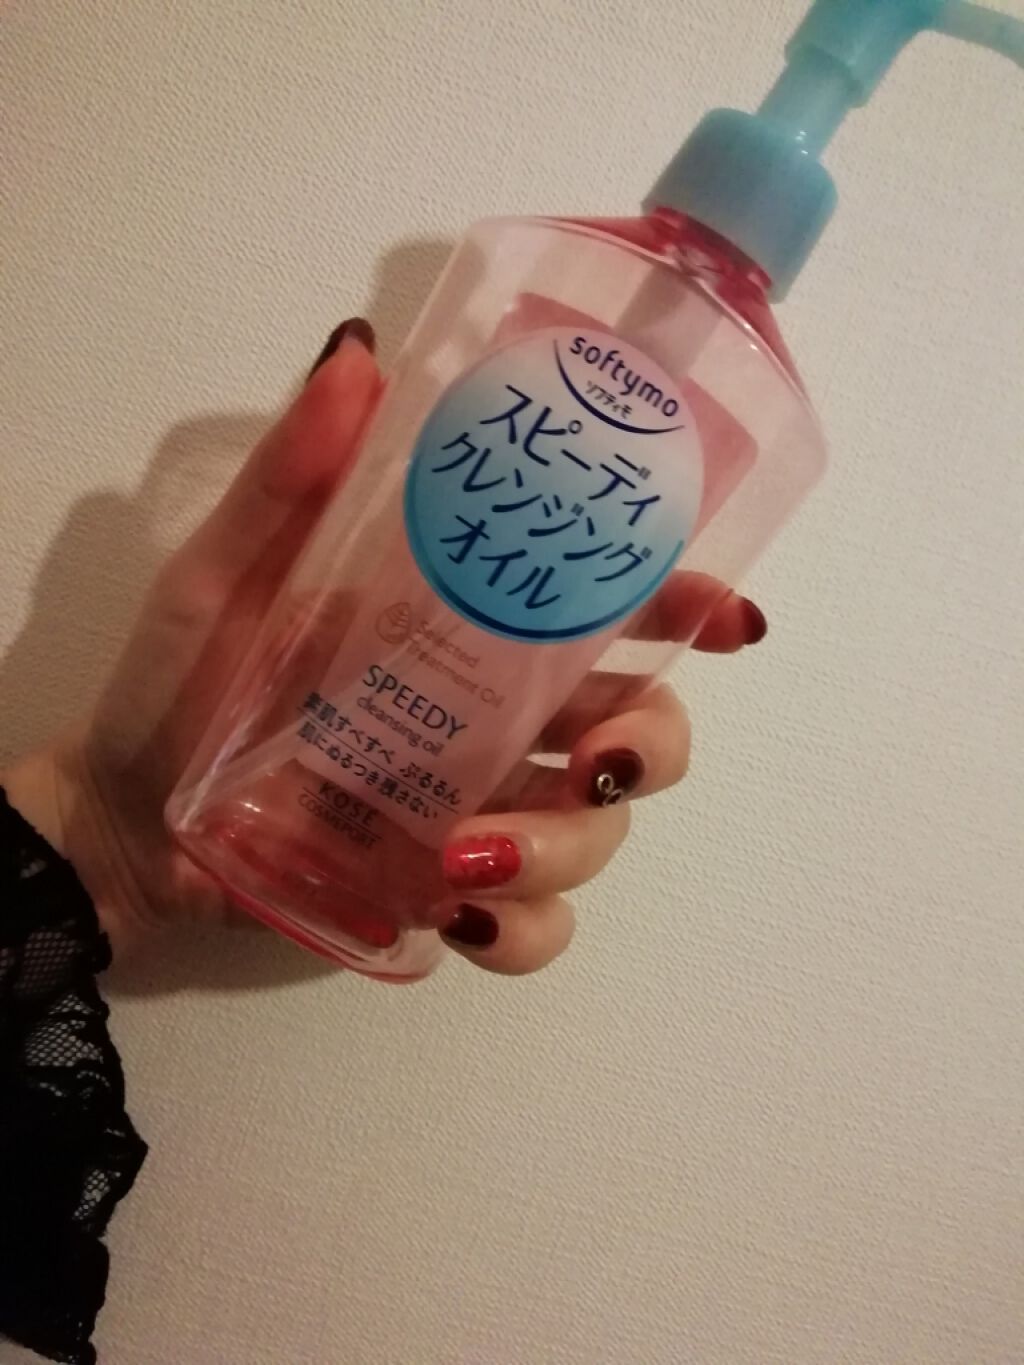 softymo
ソフティモ
スピーディ
クレンジング
オイル
Selected
Treatment Oil
SPEEDY
cleansing oil
素肌すべすべ ぷるるん
肌にぬるつき残さない
KOSÉ
COSMEPORT